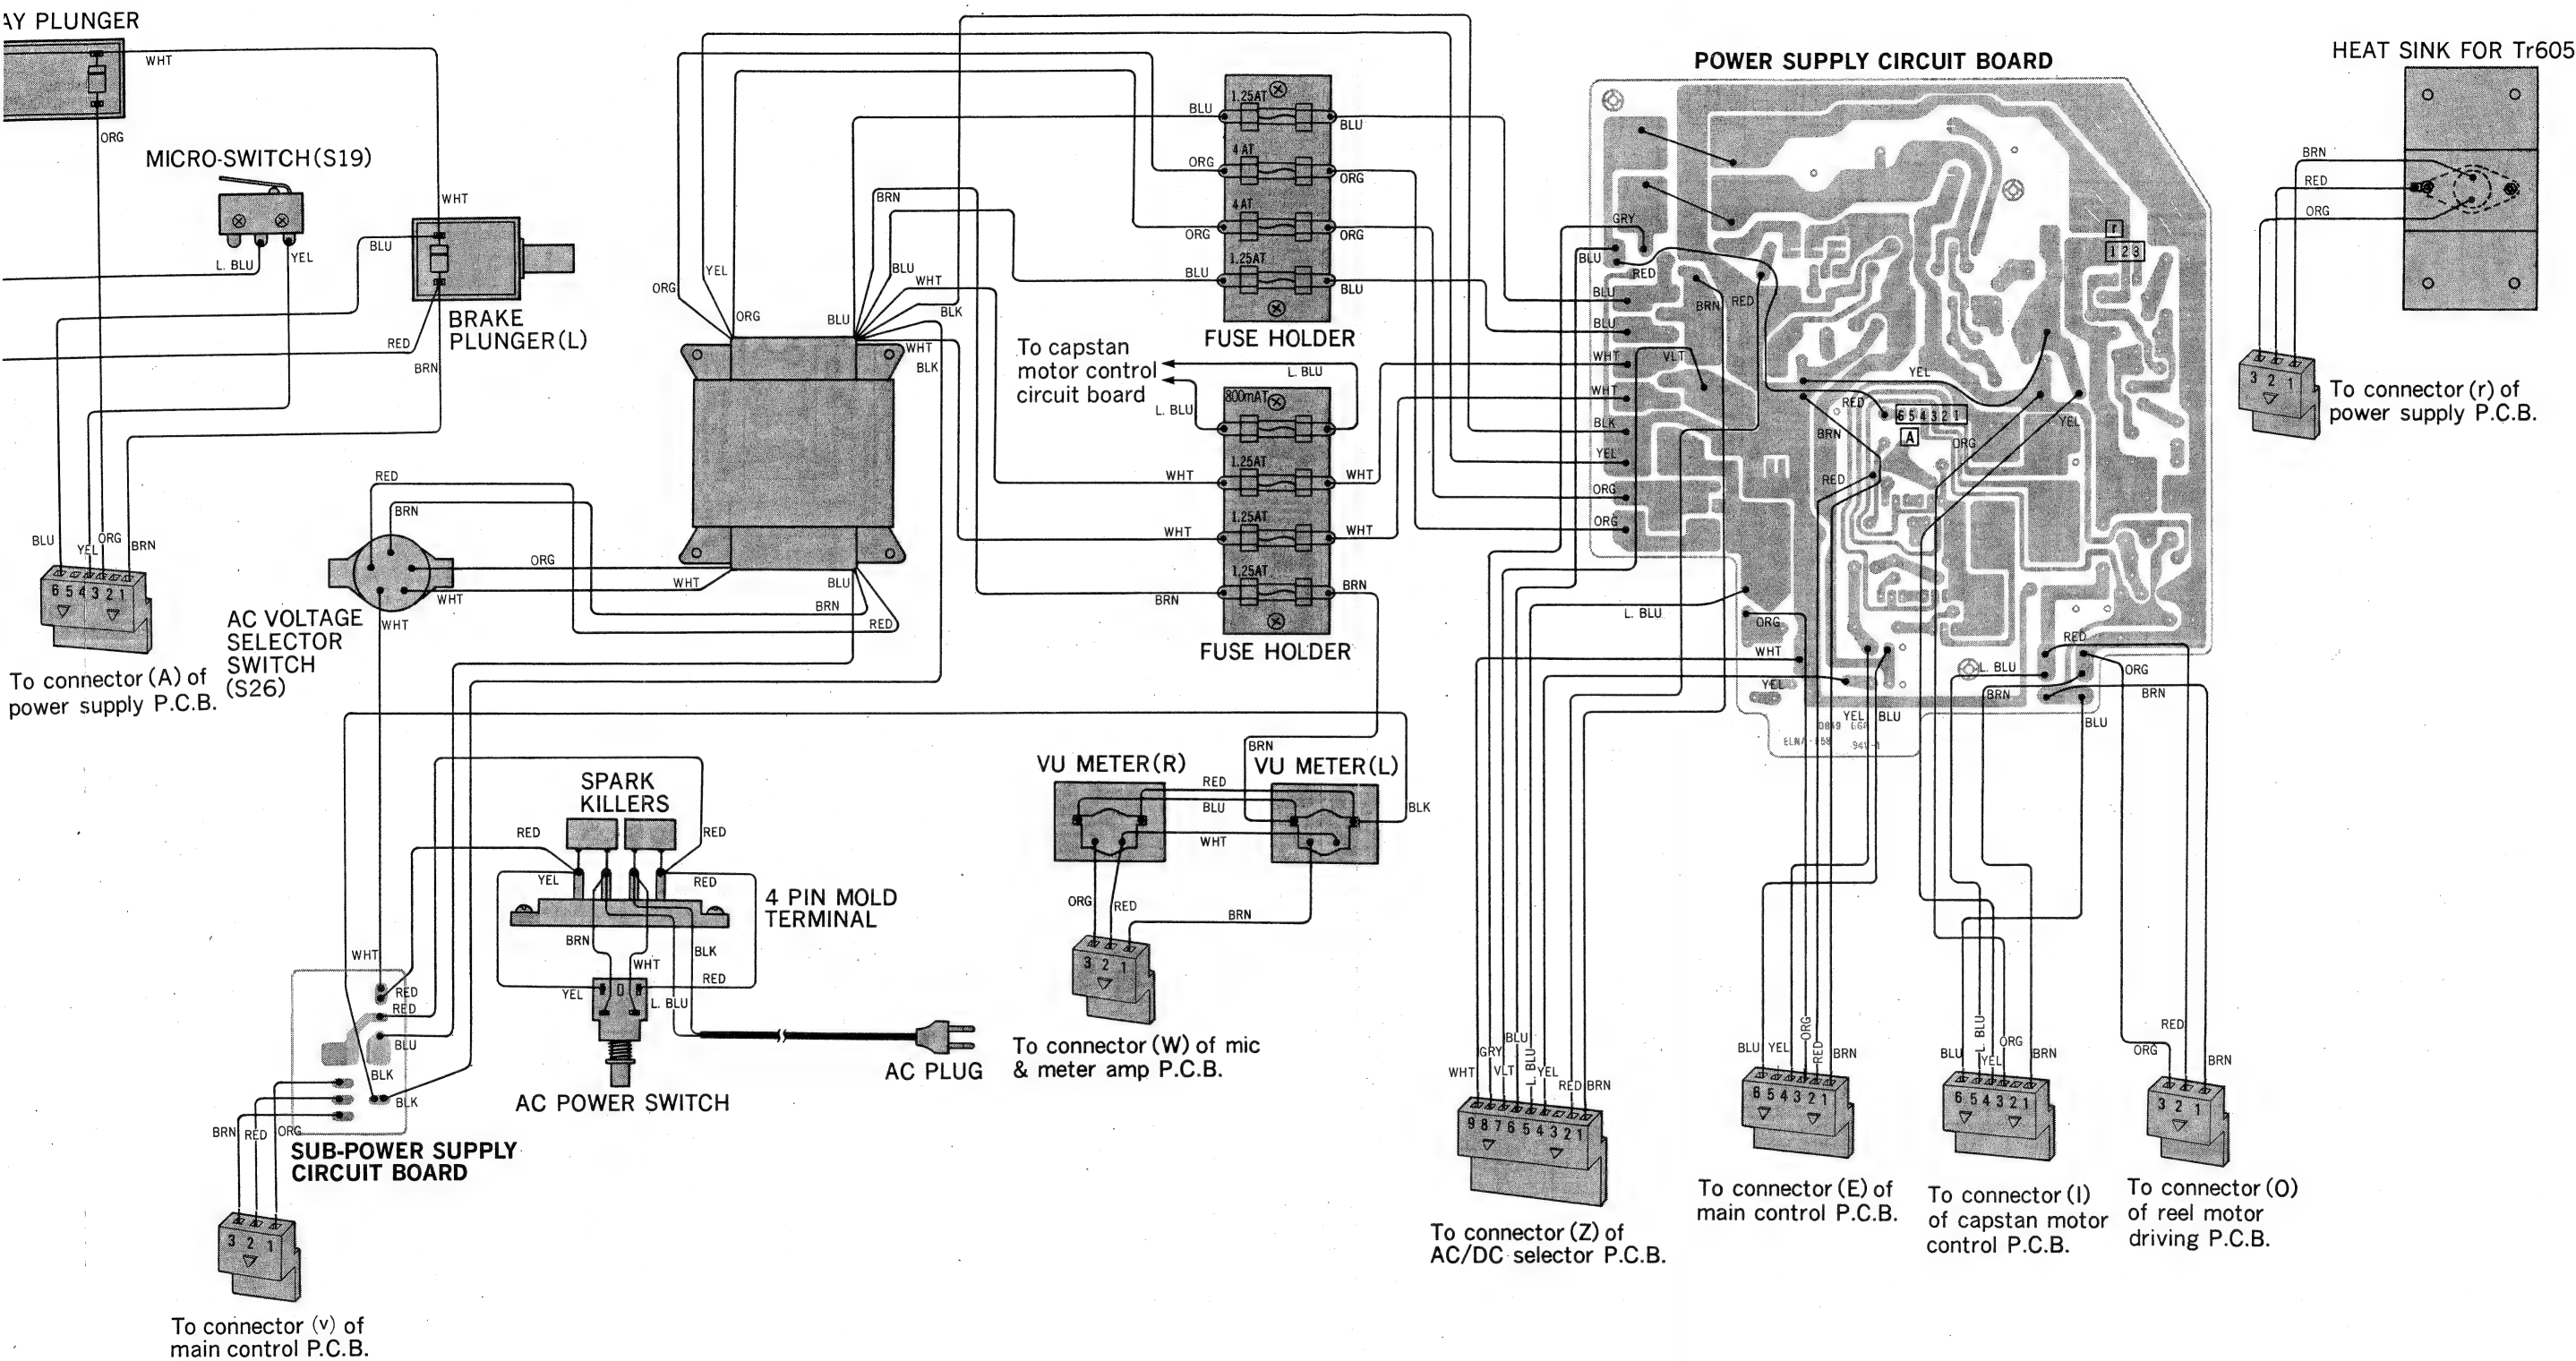 AY PLUNGER
WHT
ORG
MICRO-SWITCH(S19)
L. BLU
YEL
WHT
BLU
BRAKE
PLUNGER(L)
RED
BRN
BLU
YEL
ORG
BRN
6 5 4 3 2 1
To connector (A) of
power supply P.C.B.
RED
BRN
ORG
WHT
WHT
WHT
AC VOLTAGE
SELECTOR
SWITCH
(S26)
ORG
YEL
ORG
BLU
BRN
BLU
WHT
BLK
WHT
BLK
BLU
BRN
RED
BLU
ORG
ORG
BLU
1.25AT
4 AT
4 AT
1.25AT
BLU
ORG
ORG
BLU
FUSE HOLDER
To capstan
motor control
circuit board
L. BLU
L. BLU
800mAT
1.25AT
1.25AT
1.25AT
WHT
WHT
BRN
WHT
WHT
BRN
FUSE HOLDER
POWER SUPPLY CIRCUIT BOARD
GRY
BLU
RED
BLU
BRN
RED
BLU
WHT
VLT
WHT
BLK
YEL
ORG
ORG
YEL
RED
BRN
RED
ORG
YEL
r
1 2 3
6 5 4 3 2 1
A
E
L. BLU
ORG
WHT
YEL
YEL
BLU
L. BLU
BRN
RED
ORG
BRN
BLU
HEAT SINK FOR Tr605
BRN
RED
ORG
3 2 1
To connector (r) of
power supply P.C.B.
SPARK
KILLERS
RED
RED
YEL
RED
4 PIN MOLD
TERMINAL
BRN
WHT
BLK
RED
YEL
L. BLU
AC PLUG
AC POWER SWITCH
WHT
RED
RED
BLU
BLK
BLK
BRN
RED
ORG
SUB-POWER SUPPLY
CIRCUIT BOARD
3 2 1
To connector (v) of
main control P.C.B.
VU METER(R)
VU METER(L)
BRN
RED
BLU
WHT
BLK
ORG
RED
BRN
3 2 1
To connector (W) of mic
& meter amp P.C.B.
WHT
GRY
VLT
BLU
L. BLU
YEL
RED
BRN
9 8 7 6 5 4 3 2 1
To connector (Z) of
AC/DC selector P.C.B.
BLU
YEL
ORG
RED
BRN
6 5 4 3 2 1
To connector (E) of
main control P.C.B.
BLU
L. BLU
YEL
ORG
BRN
6 5 4 3 2 1
To connector (I)
of capstan motor
control P.C.B.
ORG
RED
BRN
3 2 1
To connector (O)
of reel motor
driving P.C.B.